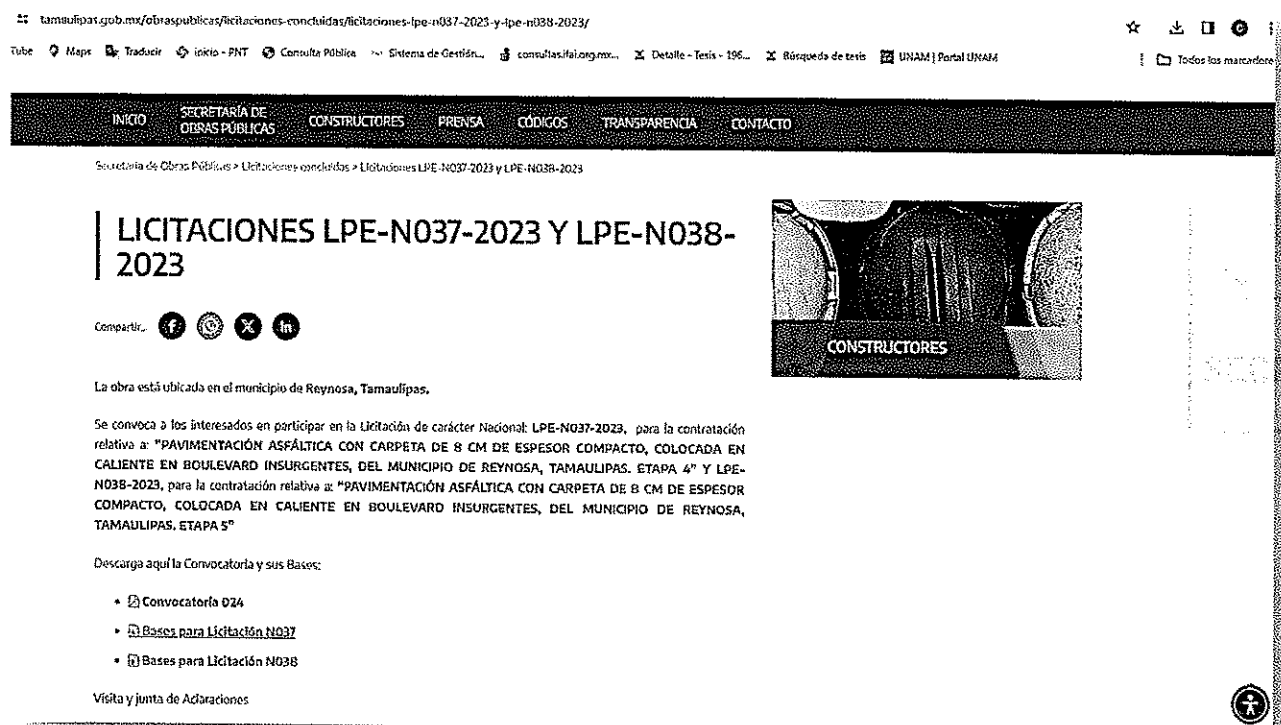 tamaulipas.gob.mx/obraspublicas/licitaciones-concluidas/licitaciones-lpe-n037-2023-y-lpe-n038-2023/
Tube Maps Traducir inicio - PNT Consulta Pública Sistema de Gestión... consultas.ifai.org.mx... Detalle - Tesis - 196... Búsqueda de tesis UNAM | Portal UNAM Todos los marcadore
INICIO SECRETARÍA DE OBRAS PÚBLICAS CONSTRUCTORES PRENSA CÓDIGOS TRANSPARENCIA CONTACTO
Secretaría de Obras Públicas > Licitaciones concluidas > Licitaciones LPE-N037-2023 y LPE-N038-2023
LICITACIONES LPE-N037-2023 Y LPE-N038-
2023
Compartir...
CONSTRUCTORES
La obra está ubicada en el municipio de Reynosa, Tamaulipas.
Se convoca a los interesados en participar en la Licitación de carácter Nacional: LPE-N037-2023, para la contratación
relativa a: "PAVIMENTACIÓN ASFÁLTICA CON CARPETA DE 8 CM DE ESPESOR COMPACTO, COLOCADA EN
CALIENTE EN BOULEVARD INSURGENTES, DEL MUNICIPIO DE REYNOSA, TAMAULIPAS. ETAPA 4" Y LPE-
N038-2023, para la contratación relativa a: "PAVIMENTACIÓN ASFÁLTICA CON CARPETA DE 8 CM DE ESPESOR
COMPACTO, COLOCADA EN CALIENTE EN BOULEVARD INSURGENTES, DEL MUNICIPIO DE REYNOSA,
TAMAULIPAS. ETAPA 5"
Descarga aquí la Convocatoria y sus Bases:
• Convocatoria 024
• Bases para Licitación N037
• Bases para Licitación N038
Visita y junta de Aclaraciones